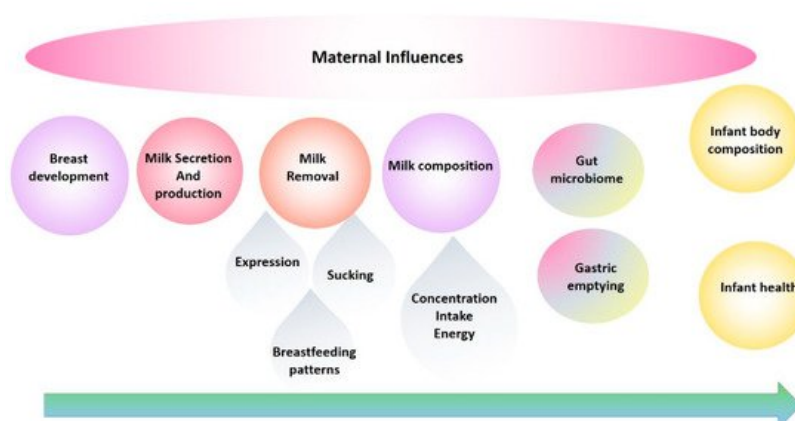 Maternal Influences
Breast
development
Milk Secretion
And
production
Milk
Removal
Milk composition
Gut
microbiome
Infant body
composition
Expression
Sucking
Breastfeeding
patterns
Concentration
Intake
Energy
Gastric
emptying
Infant health